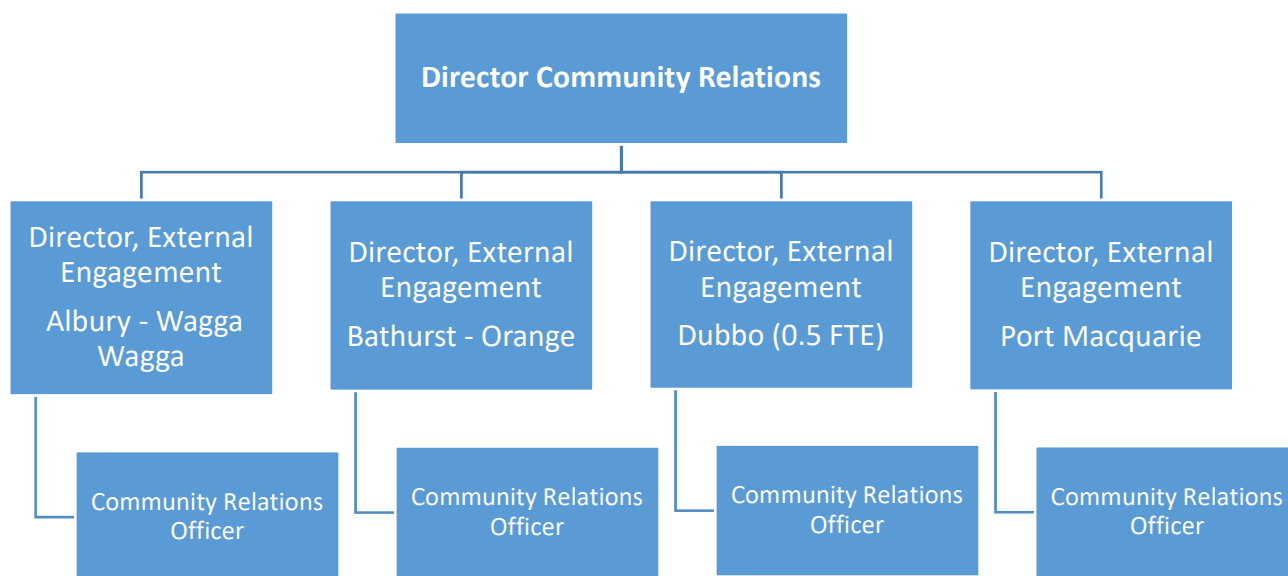 Director Community Relations
Director, External
Engagement
Albury - Wagga
Wagga
Director, External
Engagement
Bathurst - Orange
Director, External
Engagement
Dubbo (0.5 FTE)
Director, External
Engagement
Port Macquarie
Community Relations
Officer
Community Relations
Officer
Community Relations
Officer
Community Relations
Officer